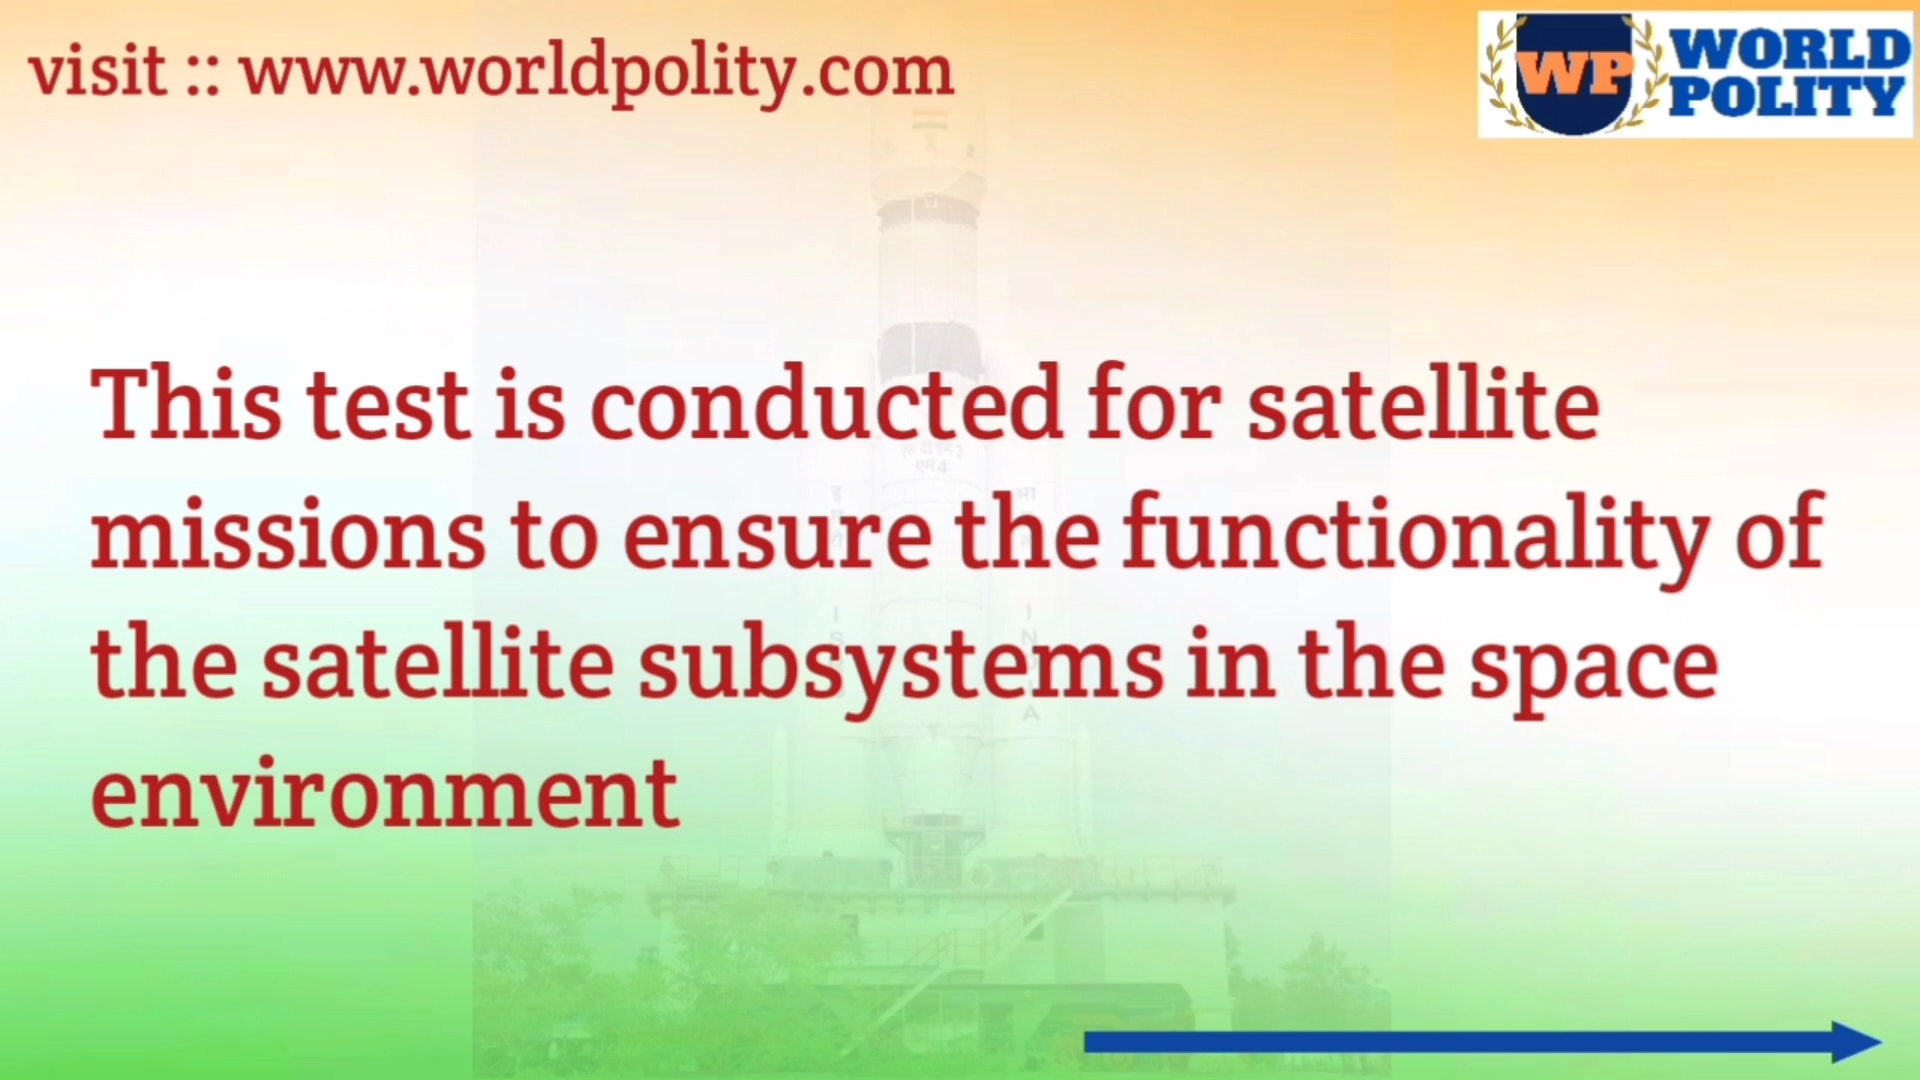 visit :: www.worldpolity.com
WP
WORLD
POLITY
This test is conducted for satellite
missions to ensure the functionality of
the satellite subsystems in the space
environment